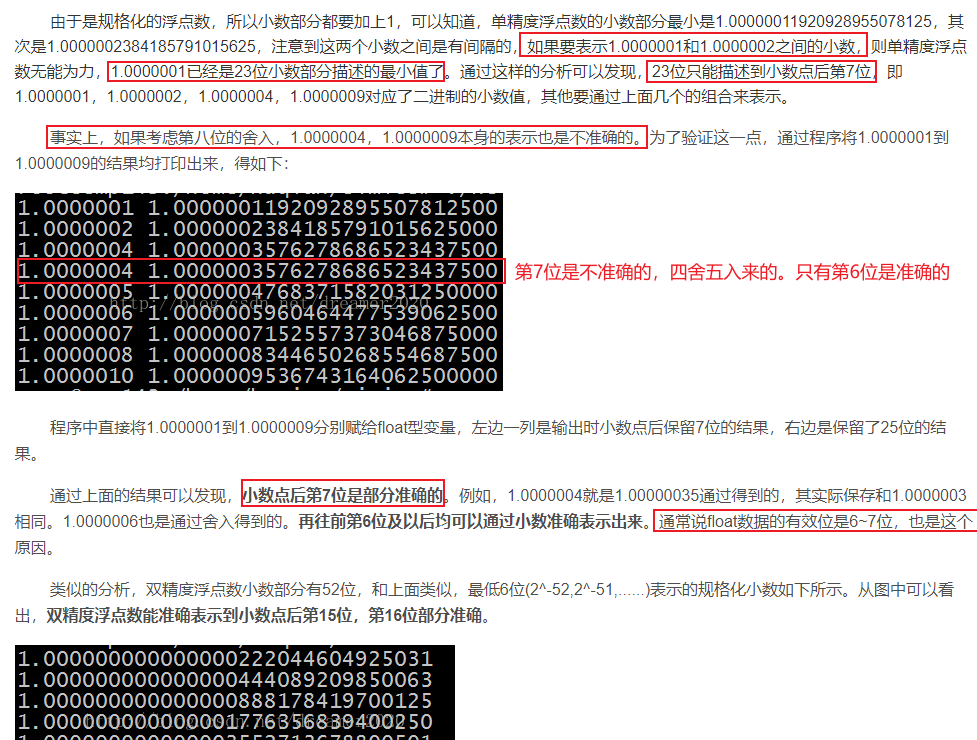 由于是规格化的浮点数，所以小数部分都要加上1，可以知道，单精度浮点数的小数部分最小是1.00000011920928955078125，其
次是1.0000002384185791015625，注意到这两个小数之间是有间隔的，如果要表示1.0000001和1.0000002之间的小数，则单精度浮点
数无能为力，1.0000001已经是23位小数部分描述的最小值了。通过这样的分析可以发现，23位只能描述到小数点后第7位，即
1.0000001，1.0000002，1.0000004，1.0000009对应了二进制的小数值，其他要通过上面几个的组合来表示。
事实上，如果考虑第八位的舍入，1.0000004，1.0000009本身的表示也是不准确的。为了验证这一点，通过程序将1.0000001到
1.0000009的结果均打印出来，得如下：
1.0000001 1.0000001192092895507812500
1.0000002 1.0000002384185791015625000
1.0000004 1.0000003576278686523437500
1.0000004 1.0000003576278686523437500
第7位是不准确的，四舍五入来的。只有第6位是准确的
1.0000005 1.0000004768371582031250000
http://blog.csdn.net/dreamer2020
1.0000006 1.0000005960464477539062500
1.0000007 1.0000007152557373046875000
1.0000008 1.0000008344650268554687500
1.0000010 1.0000009536743164062500000
程序中直接将1.0000001到1.0000009分别赋给float型变量，左边一列是输出时小数点后保留7位的结果，右边是保留了25位的结
果。
通过上面的结果可以发现，小数点后第7位是部分准确的。例如，1.0000004就是1.00000035通过得到的，其实际保存和1.0000003
相同。1.0000006也是通过舍入得到的。再往前第6位及以后均可以通过小数准确表示出来。通常说float数据的有效位是6~7位，也是这个
原因。
类似的分析，双精度浮点数小数部分有52位，和上面类似，最低6位(2^-52,2^-51,......)表示的规格化小数如下所示。从图中可以看
出，双精度浮点数能准确表示到小数点后第15位，第16位部分准确。
1.000000000000000222044604925031
1.000000000000000444089209850063
1.000000000000000888178419700125
1.000000000000001776356839400250
http://blog.csdn.net/dreamer2020